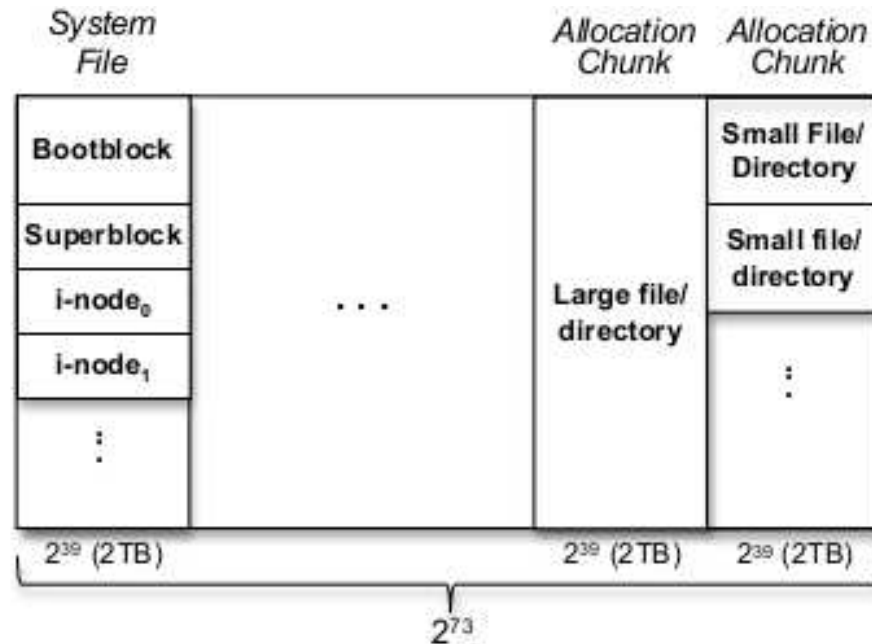 System
File
Allocation
Chunk
Allocation
Chunk
Bootblock
Superblock
i-node₀
i-node₁
⋮
. . .
Large file/
directory
Small File/
Directory
Small file/
directory
⋮
2³⁹ (2TB)
2³⁹ (2TB)
2³⁹ (2TB)
2⁷³